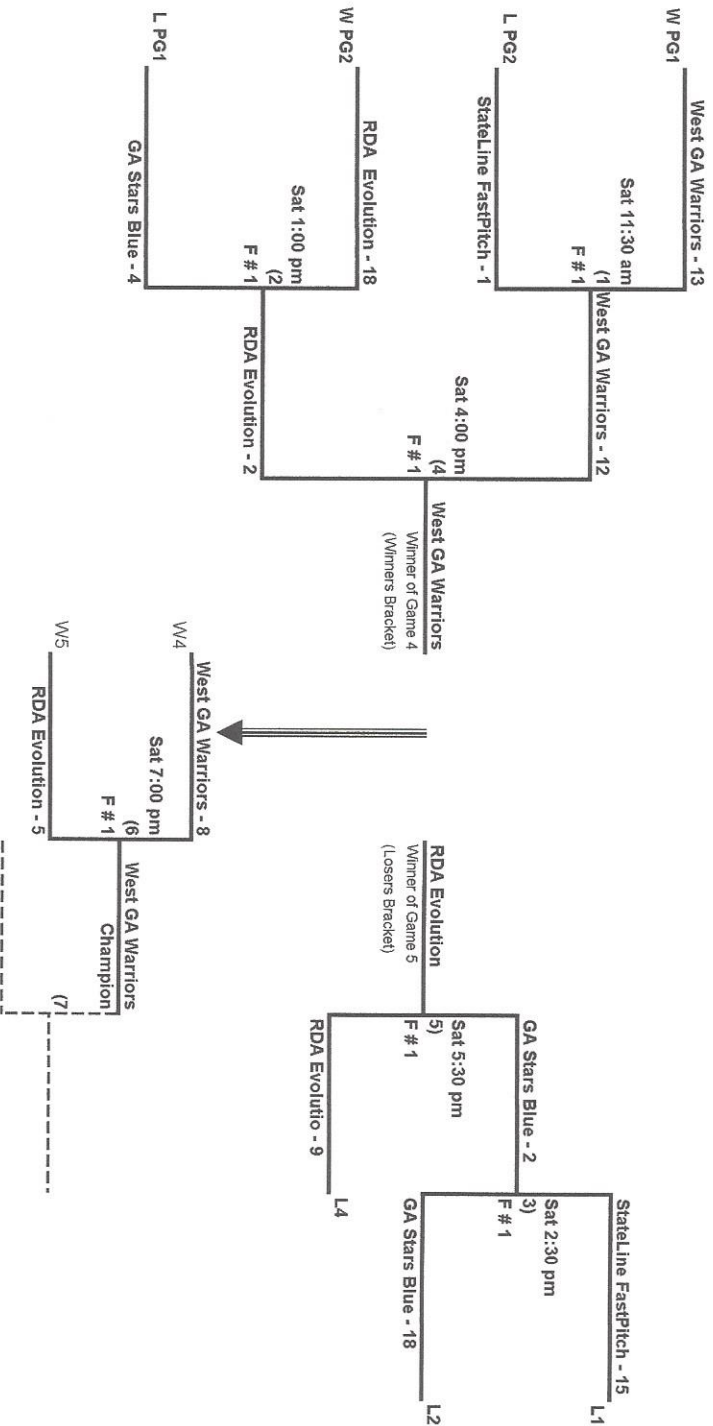 West GA Warriors - 13
W PG1
Sat 11:30 am
(1
F # 1
West GA Warriors - 12
StateLine FastPitch - 1
L PG2
Sat 4:00 pm
(4
F # 1
West GA Warriors
Winner of Game 4
(Winners Bracket)
RDA Evolution - 18
W PG2
Sat 1:00 pm
(2
F # 1
RDA Evolution - 2
GA Stars Blue - 4
L PG1
StateLine FastPitch - 15
L1
Sat 2:30 pm
3)
F # 1
GA Stars Blue - 2
GA Stars Blue - 18
L2
Sat 5:30 pm
5)
F # 1
RDA Evolution
Winner of Game 5
(Losers Bracket)
RDA Evolutio - 9
L4
West GA Warriors - 8
W4
Sat 7:00 pm
(6
F # 1
West GA Warriors
Champion
RDA Evolution - 5
W5
(7